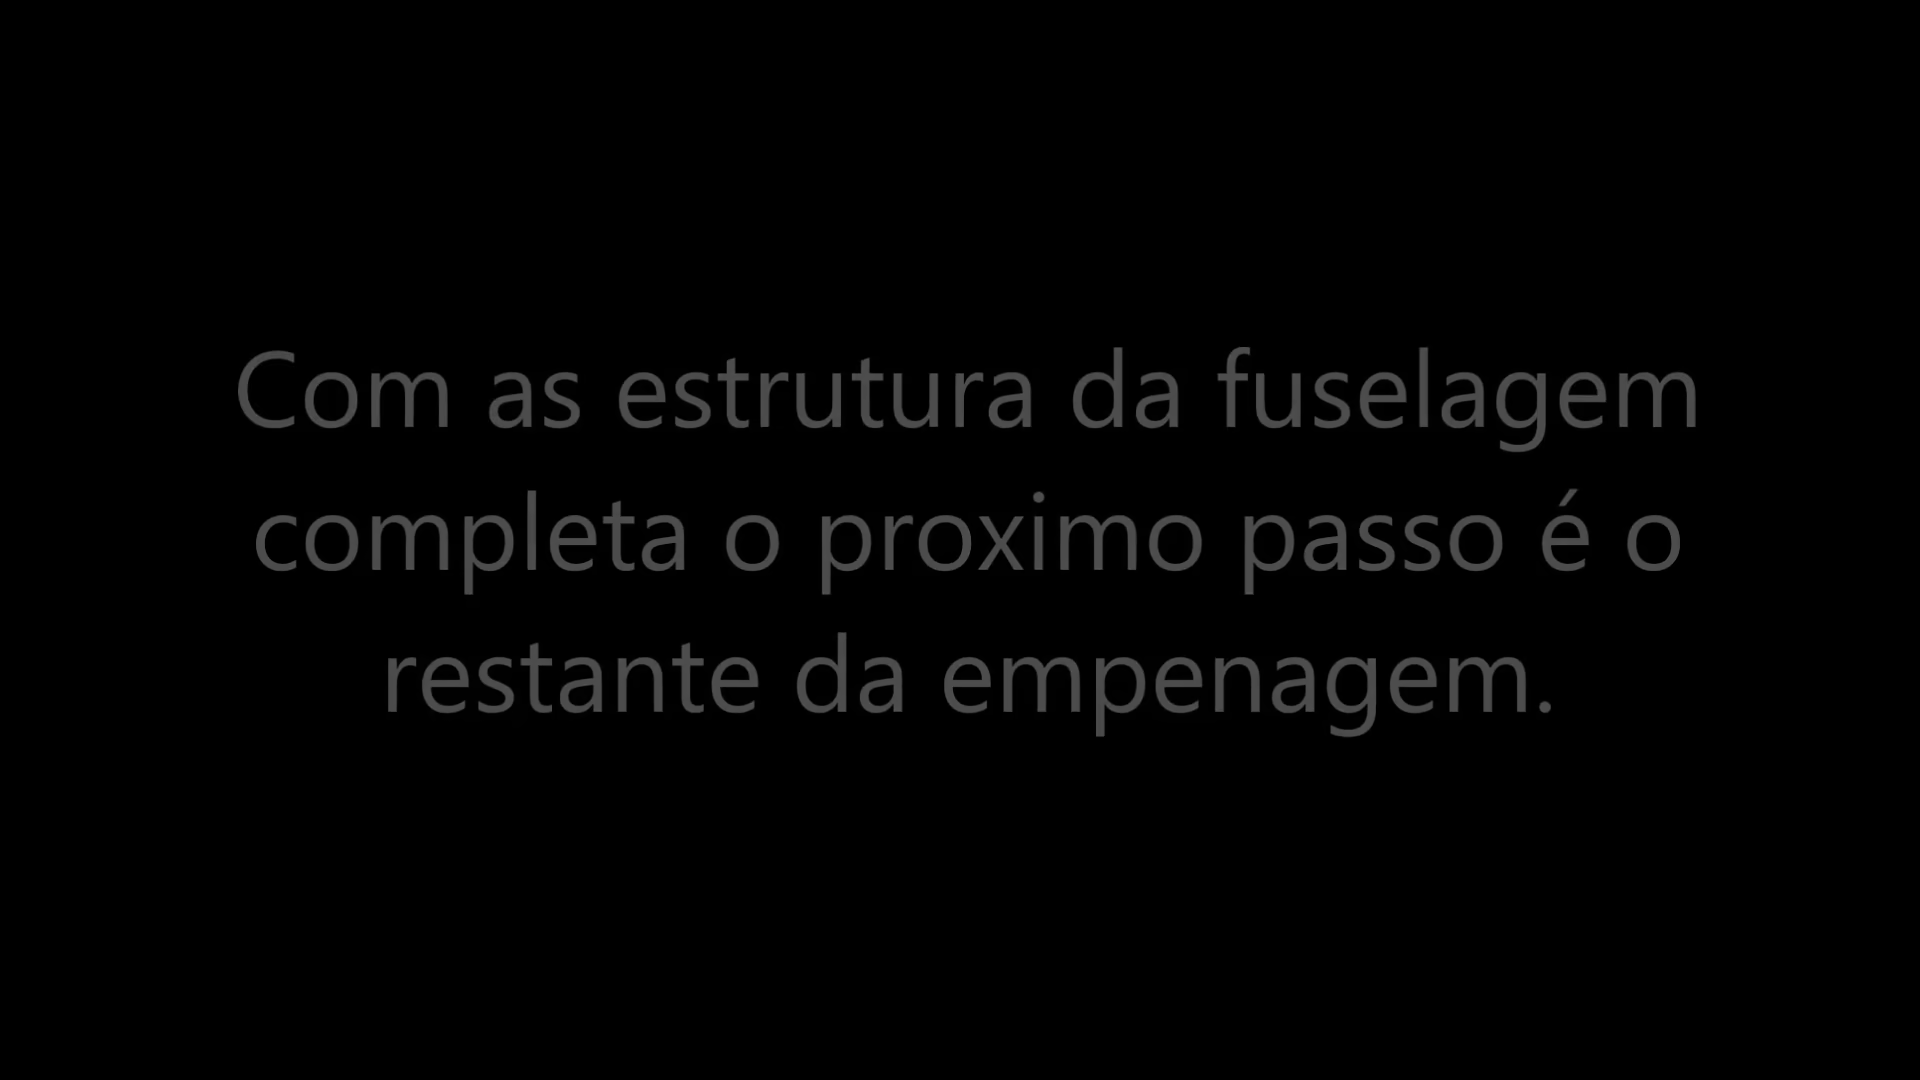 Com as estrutura da fuselagem
completa o proximo passo é o
restante da empenagem.